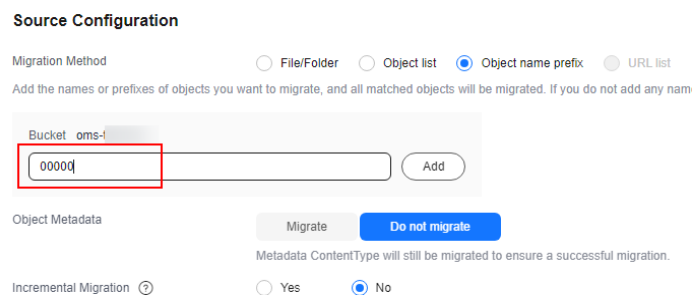 Source Configuration
Migration Method File/Folder Object list Object name prefix URL list
Add the names or prefixes of objects you want to migrate, and all matched objects will be migrated. If you do not add any name
Bucket oms-
00000 Add
Object Metadata Migrate Do not migrate
Metadata ContentType will still be migrated to ensure a successful migration.
Incremental Migration ? Yes No